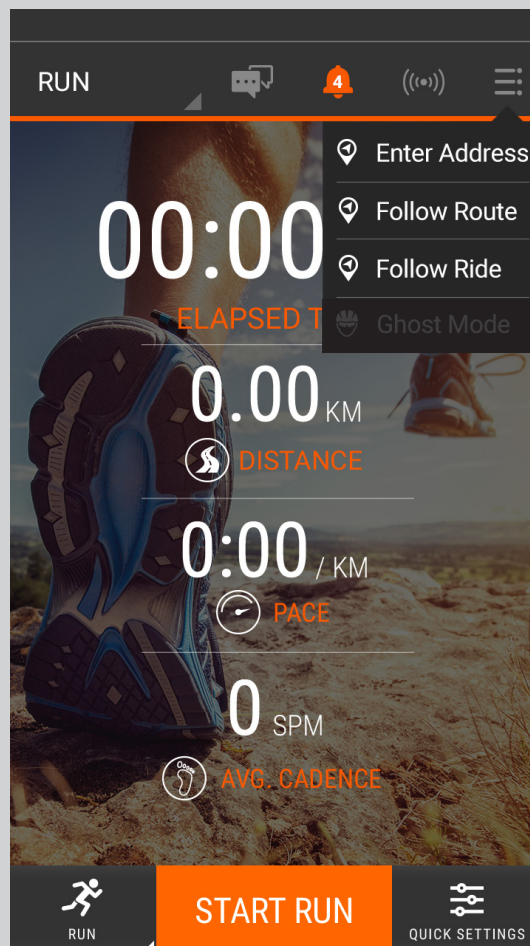 RUN
4
Enter Address
Follow Route
Follow Ride
Ghost Mode
00:00
ELAPSED T
0.00 KM
DISTANCE
0:00 / KM
PACE
0 SPM
AVG. CADENCE
RUN
START RUN
QUICK SETTINGS